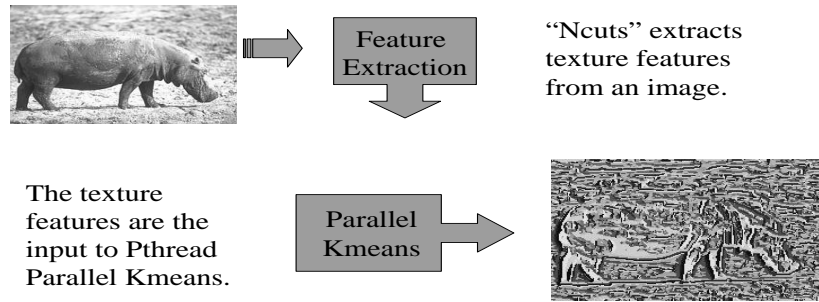 Feature
Extraction
“Ncuts” extracts
texture features
from an image.
The texture
features are the
input to Pthread
Parallel Kmeans.
Parallel
Kmeans